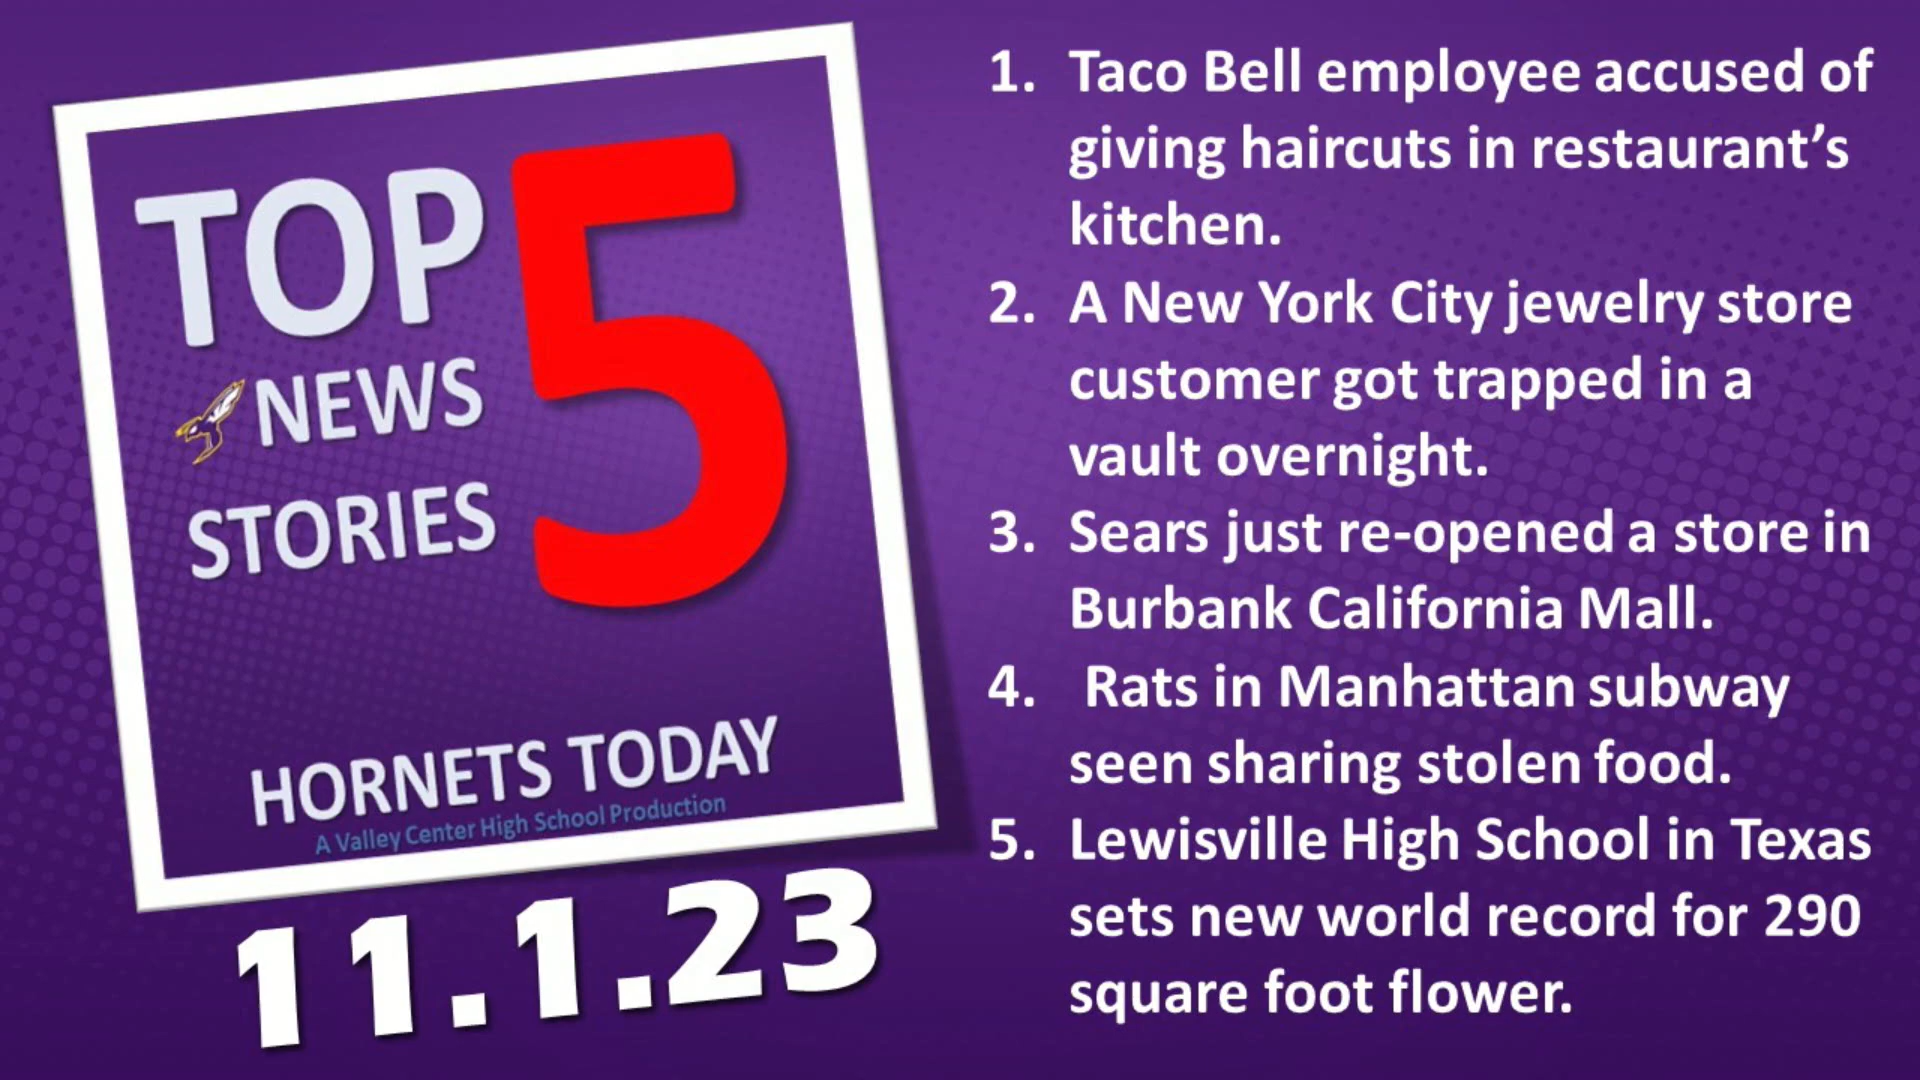 TOP 5
NEWS
STORIES
HORNETS TODAY
A Valley Center High School Production
11.1.23
1. Taco Bell employee accused of
giving haircuts in restaurant's
kitchen.
2. A New York City jewelry store
customer got trapped in a
vault overnight.
3. Sears just re-opened a store in
Burbank California Mall.
4. Rats in Manhattan subway
seen sharing stolen food.
5. Lewisville High School in Texas
sets new world record for 290
square foot flower.